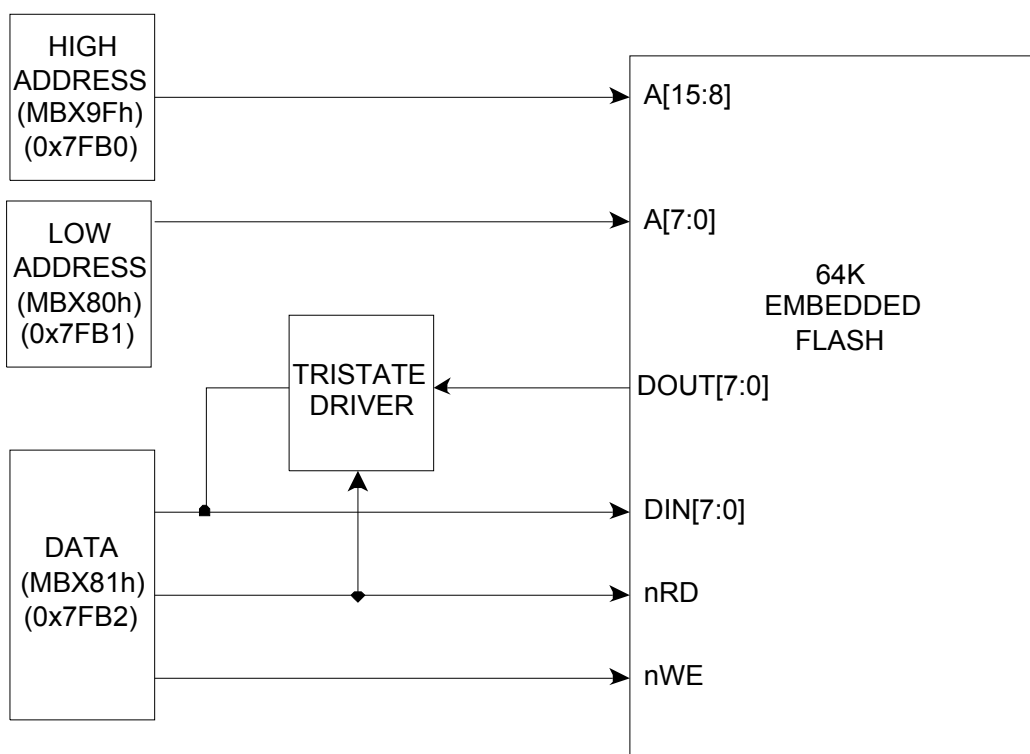 HIGH
ADDRESS
(MBX9Fh)
(0x7FB0)
A[15:8]
LOW
ADDRESS
(MBX80h)
(0x7FB1)
A[7:0]
64K
EMBEDDED
FLASH
TRISTATE
DRIVER
DOUT[7:0]
DATA
(MBX81h)
(0x7FB2)
DIN[7:0]
nRD
nWE